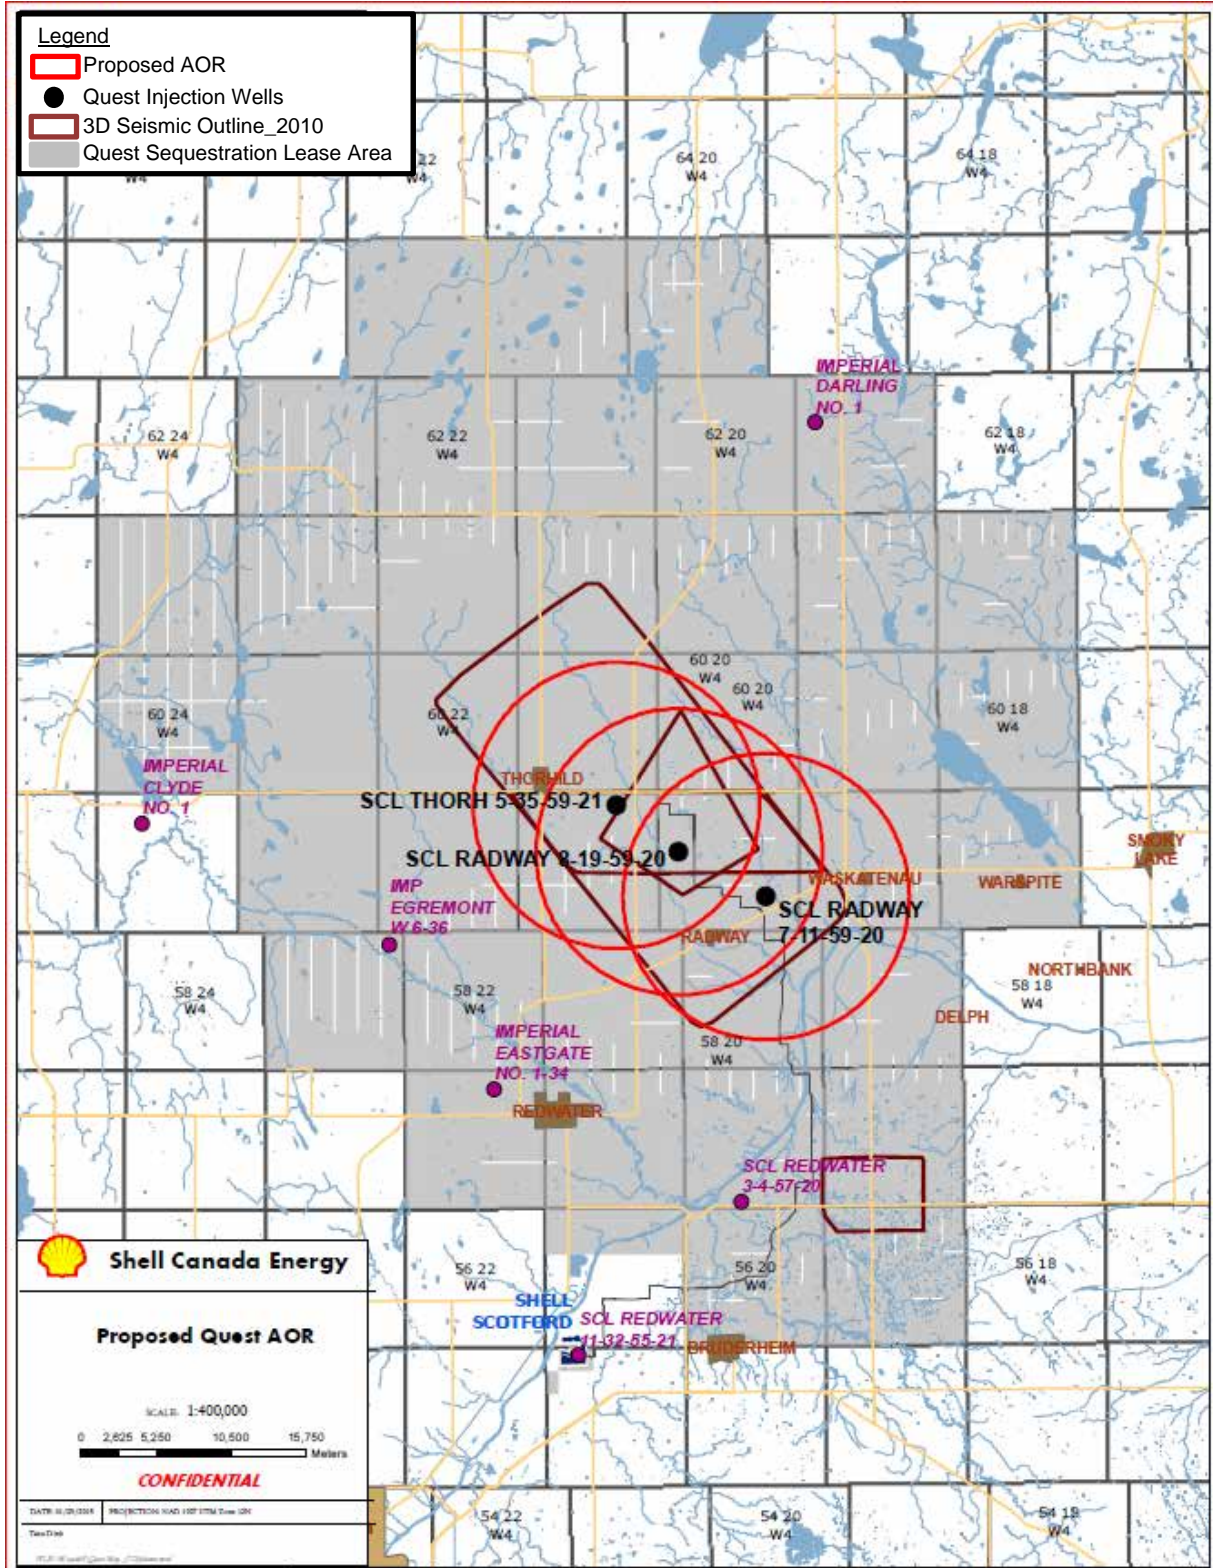 Legend
Proposed AOR
Quest Injection Wells
3D Seismic Outline_2010
Quest Sequestration Lease Area
22
W4
W4
64 20
W4
64 18
W4
IMPERIAL
DARLING
NO. 1
62 24
W4
62 22
W4
62 20
W4
62 18
W4
60 20
W4
60 20
W4
60 24
W4
60 22
W4
60 18
W4
IMPERIAL
CLYDE
NO. 1
THORHILD
SCL THORH 5-35-59-21
SCL RADWAY 8-19-59-20
SMOKY
LAKE
WASKATENAU
WARSPITE
IMP
EGREMONT
W 6-36
SCL RADWAY
7-11-59-20
RADWAY
NORTHBANK
58 24
W4
58 22
W4
58 18
W4
DELPH
IMPERIAL
EASTGATE
NO. 1-34
58 20
W4
REDWATER
SCL REDWATER
3-4-57-20
56 22
W4
56 20
W4
56 18
W4
SHELL
SCOTFORD
SCL REDWATER
11-32-55-21
BRUDERHEIM
54 22
W4
54 20
W4
54 18
W4
Shell Canada Energy
Proposed Quest AOR
SCALE: 1:400,000
0 2,625 5,250 10,500 15,750
Meters
CONFIDENTIAL